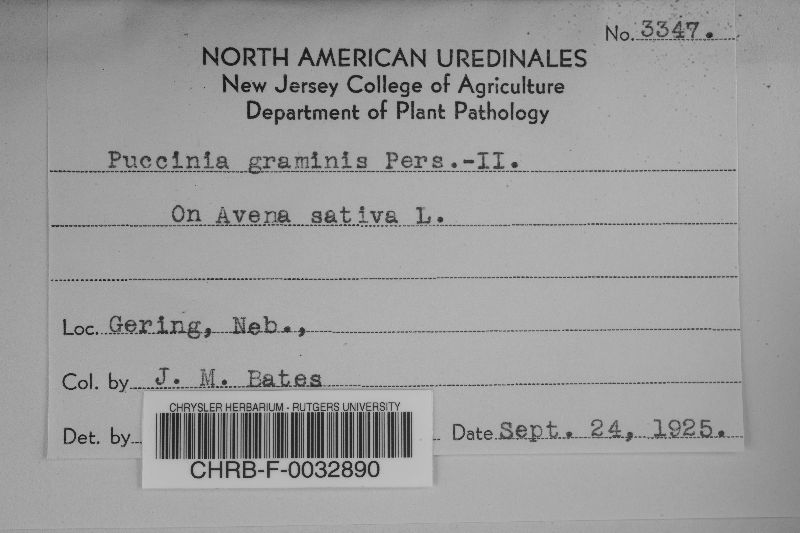 No. 3347.
NORTH AMERICAN UREDINALES
New Jersey College of Agriculture
Department of Plant Pathology
Puccinia graminis Pers.-II.
On Avena sativa L.
Loc. Gering, Neb.,
Col. by J. M. Bates
CHRYSLER HERBARIUM - RUTGERS UNIVERSITY
Det. by Date Sept. 24, 1925.
CHRB-F-0032890